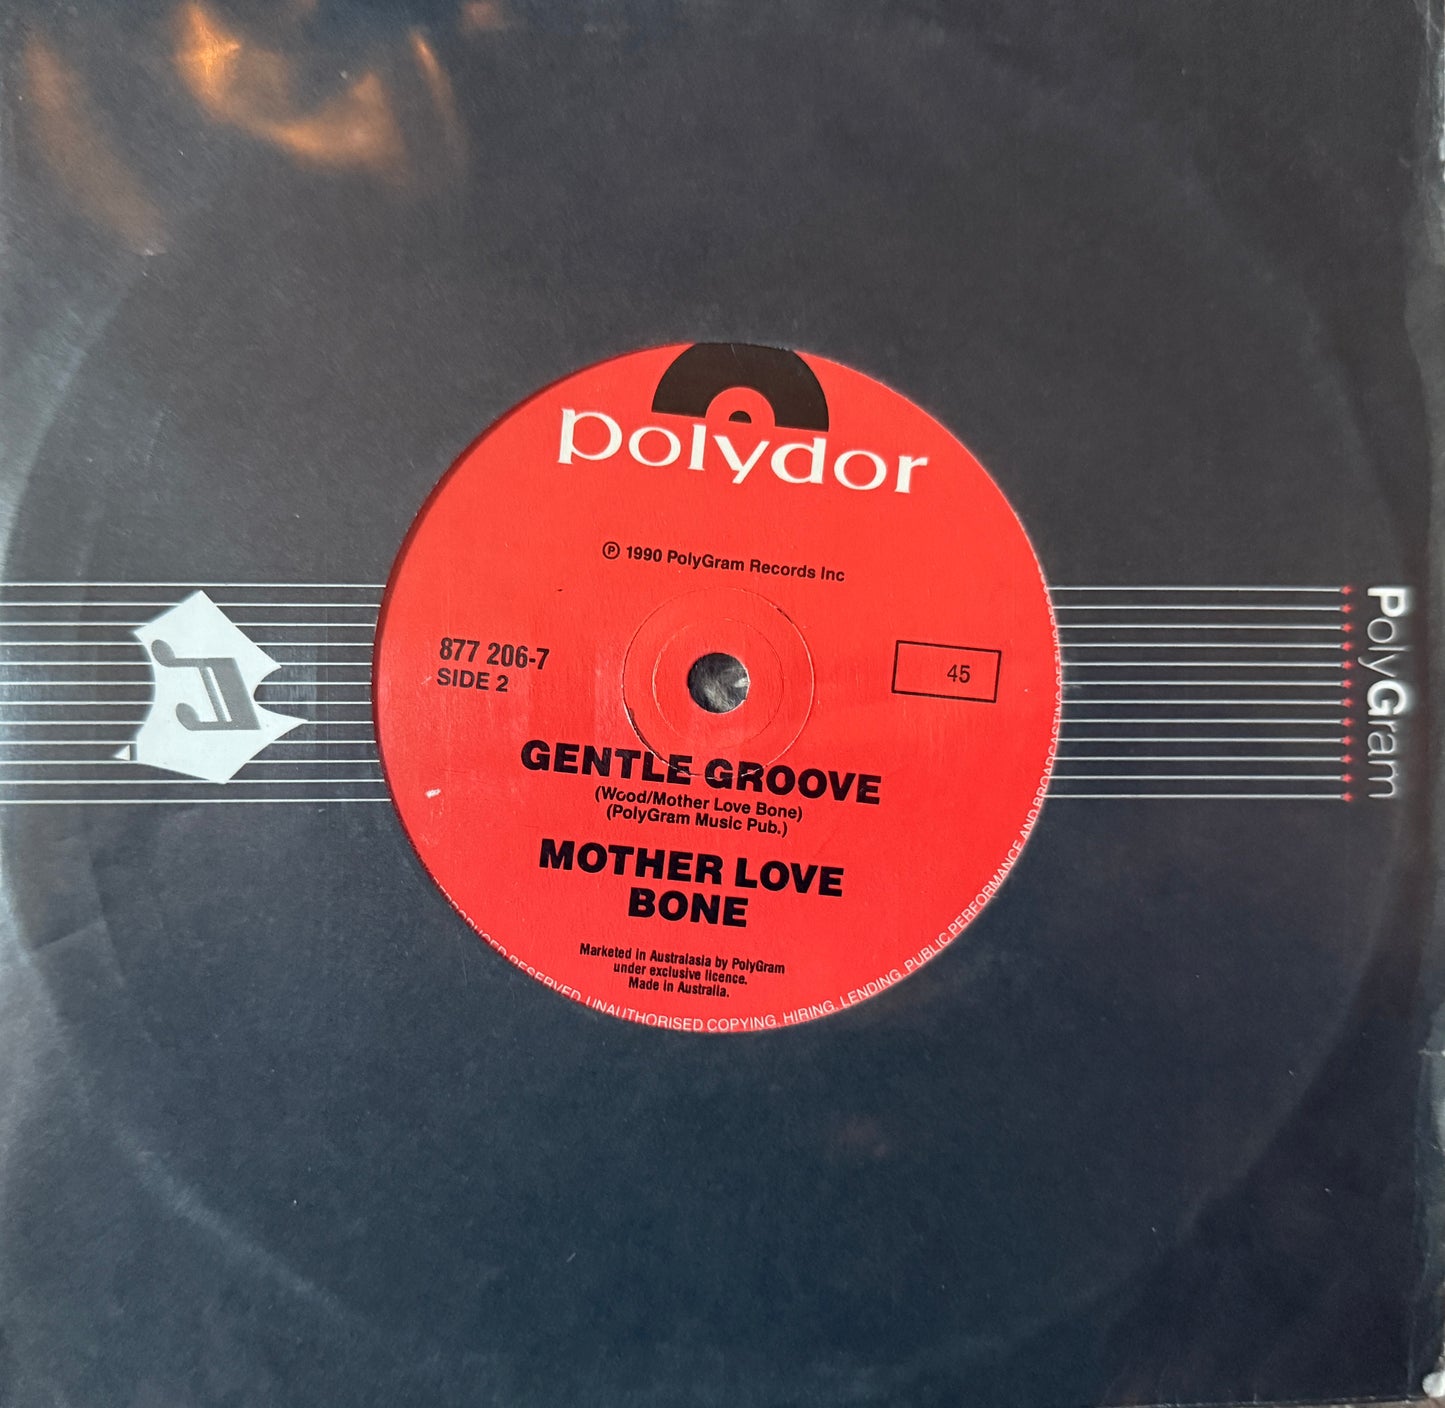 polydor
℗ 1990 PolyGram Records Inc
877 206-7
SIDE 2
45
GENTLE GROOVE
(Wood/Mother Love Bone)
(PolyGram Music Pub.)
MOTHER LOVE
BONE
Marketed in Australasia by PolyGram
under exclusive licence.
Made in Australia.
RESERVED. UNAUTHORISED COPYING, HIRING, LENDING, PUBLIC PERFORMANCE AND BROADCASTING OF
PolyGram